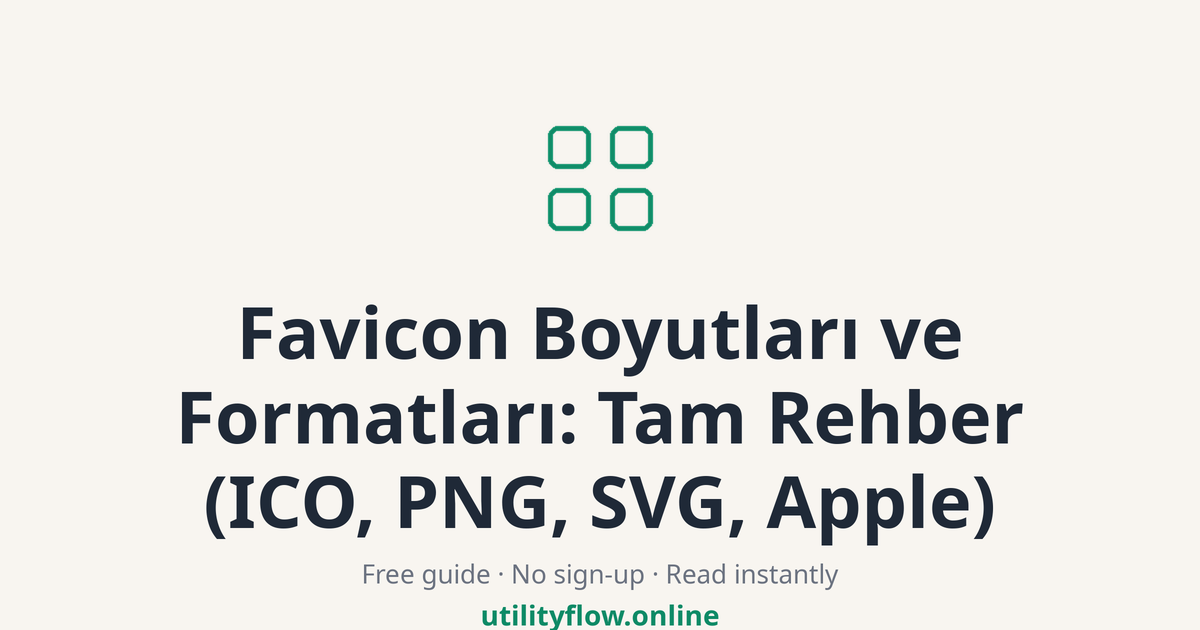 Favicon Boyutları ve
Formatları: Tam Rehber
(ICO, PNG, SVG, Apple)
Free guide · No sign-up · Read instantly
utilityflow.online